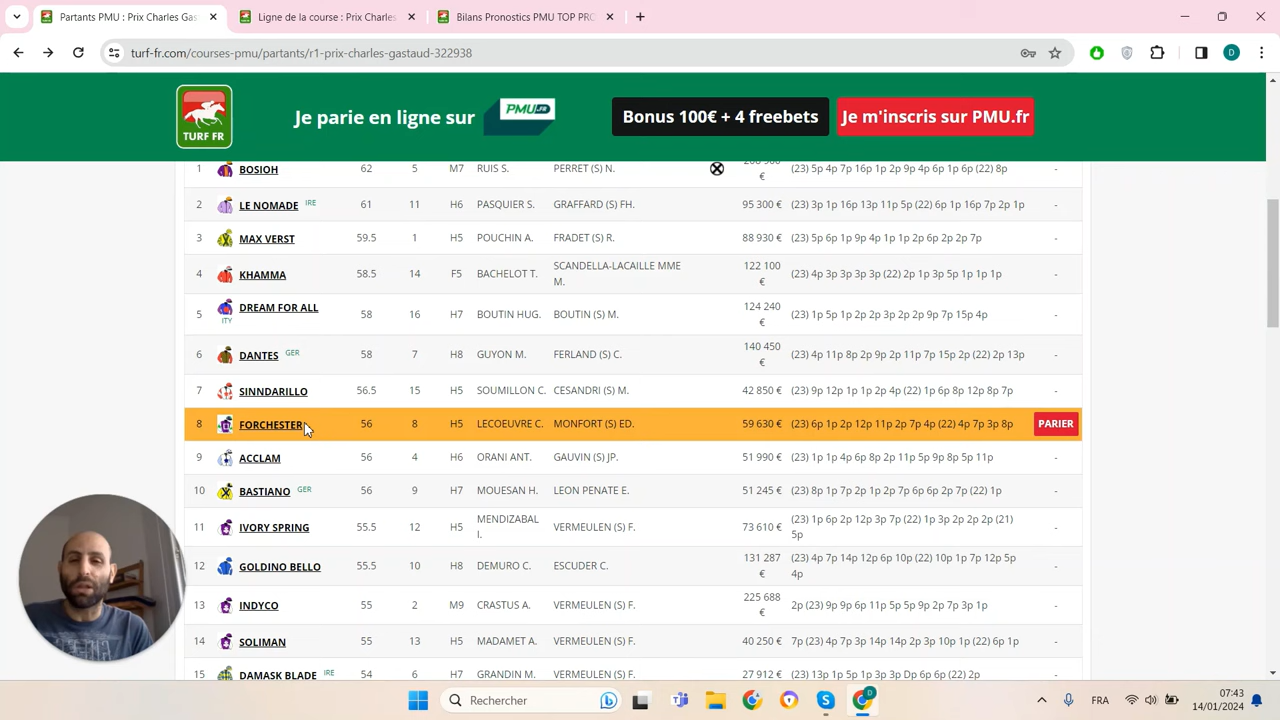 Partants PMU : Prix Charles Gas
Ligne de la course : Prix Charles
Bilans Pronostics PMU TOP PRO
turf-fr.com/courses-pmu/partants/r1-prix-charles-gastaud-322938
D
TURF FR
Je parie en ligne sur
PMU.FR
Bonus 100€ + 4 freebets
Je m'inscris sur PMU.fr
1 BOSIOH 62 5 M7 RUIS S. PERRET (S) N. € (23) 5p 4p 7p 16p 1p 2p 9p 4p 6p 1p 6p (22) 8p -
2 LE NOMADE IRE 61 11 H6 PASQUIER S. GRAFFARD (S) FH. 95 300 € (23) 3p 1p 16p 13p 11p 5p (22) 6p 1p 16p 7p 2p 1p -
3 MAX VERST 59.5 1 H5 POUCHIN A. FRADET (S) R. 88 930 € (23) 5p 6p 1p 9p 4p 1p 1p 2p 6p 2p 2p 7p -
4 KHAMMA 58.5 14 F5 BACHELOT T. SCANDELLA-LACAILLE MME M. 122 100 € (23) 4p 3p 3p 3p 3p (22) 2p 1p 3p 5p 1p 1p 1p -
5 DREAM FOR ALL ITY 58 16 H7 BOUTIN HUG. BOUTIN (S) M. 124 240 € (23) 1p 5p 1p 2p 2p 3p 2p 2p 9p 7p 15p 4p -
6 DANTES GER 58 7 H8 GUYON M. FERLAND (S) C. 140 450 € (23) 4p 11p 8p 2p 9p 2p 11p 7p 15p 2p (22) 2p 13p -
7 SINNDARILLO 56.5 15 H5 SOUMILLON C. CESANDRI (S) M. 42 850 € (23) 9p 12p 1p 1p 2p 4p (22) 1p 6p 8p 12p 8p 7p -
8 FORCHESTER 56 8 H5 LECOEUVRE C. MONFORT (S) ED. 59 630 € (23) 6p 1p 2p 12p 11p 2p 7p 4p (22) 4p 7p 3p 8p PARIER
9 ACCLAM 56 4 H6 ORANI ANT. GAUVIN (S) JP. 51 990 € (23) 1p 1p 4p 6p 8p 2p 11p 5p 9p 8p 5p 11p -
10 BASTIANO GER 56 9 H7 MOUESAN H. LEON PENATE E. 51 245 € (23) 8p 1p 7p 2p 1p 2p 7p 6p 6p 2p 7p (22) 1p -
11 IVORY SPRING 55.5 12 H5 MENDIZABAL I. VERMEULEN (S) F. 73 610 € (23) 1p 6p 2p 12p 3p 7p (22) 1p 3p 2p 2p 2p (21) 5p -
12 GOLDINO BELLO 55.5 10 H8 DEMURO C. ESCUDER C. 131 287 € (23) 4p 7p 14p 12p 6p 10p (22) 10p 1p 7p 12p 5p 4p -
13 INDYCO 55 2 M9 CRASTUS A. VERMEULEN (S) F. 225 688 € 2p (23) 9p 9p 6p 11p 5p 5p 9p 2p 7p 3p 1p -
14 SOLIMAN 55 13 H5 MADAMET A. VERMEULEN (S) F. 40 250 € 7p (23) 4p 7p 3p 14p 14p 2p 3p 10p 1p (22) 6p 1p -
15 DAMASK BLADE IRE 54 6 H7 GRANDIN M. VERMEULEN (S) F. 27 912 € (23) 13p 1p 5p 1p 3p 3p Dp 6p 6p (22) 2p -
Rechercher
FRA
07:43
14/01/2024